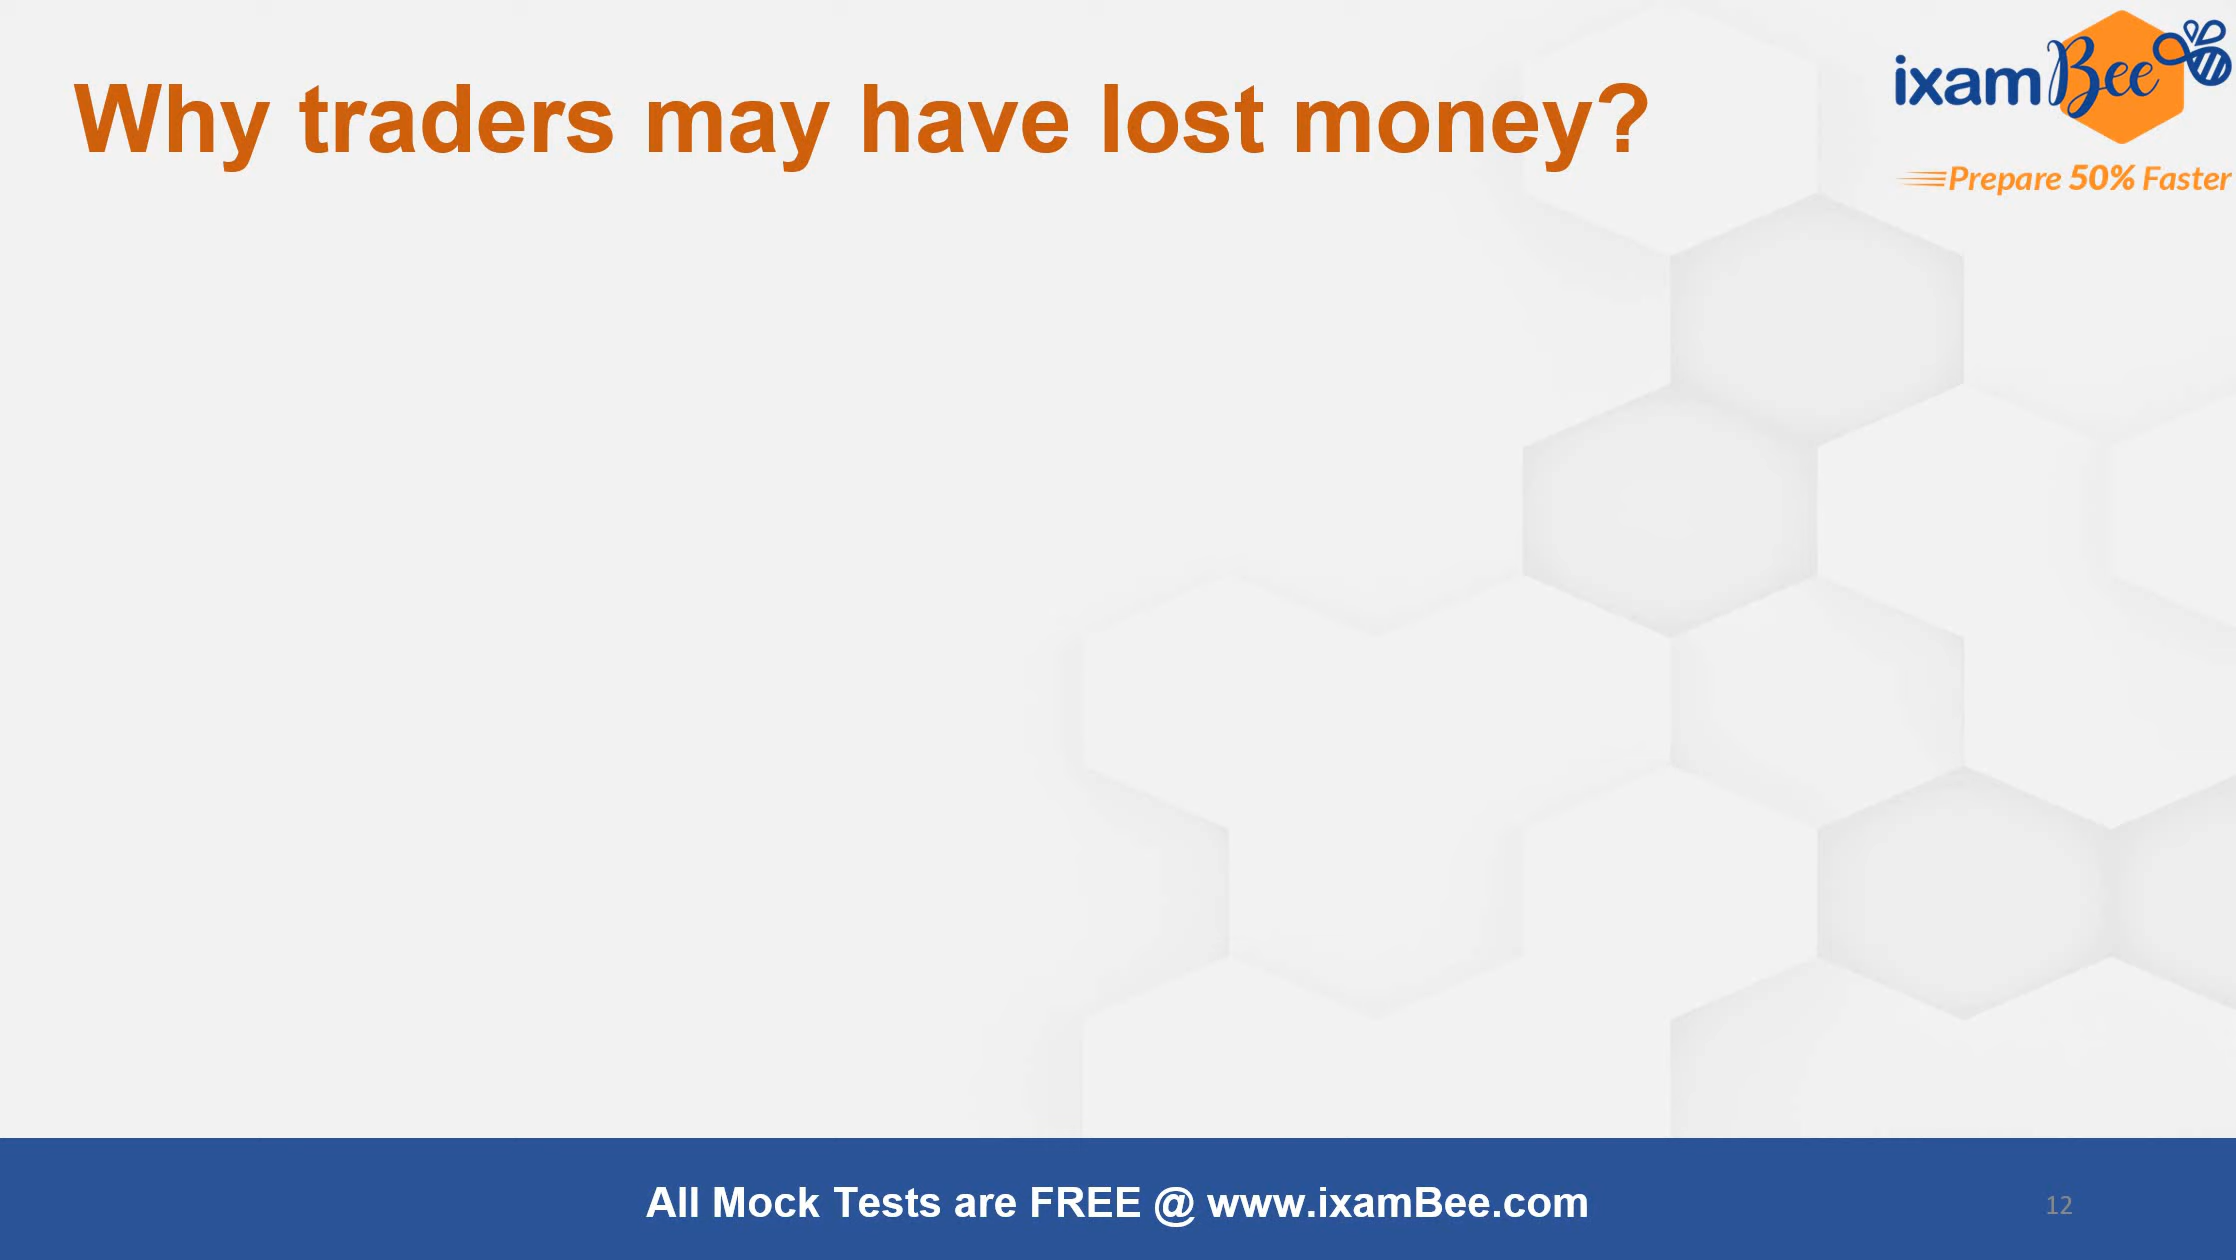 Why traders may have lost money?
ixamBee
Prepare 50% Faster
All Mock Tests are FREE @ www.ixamBee.com
12